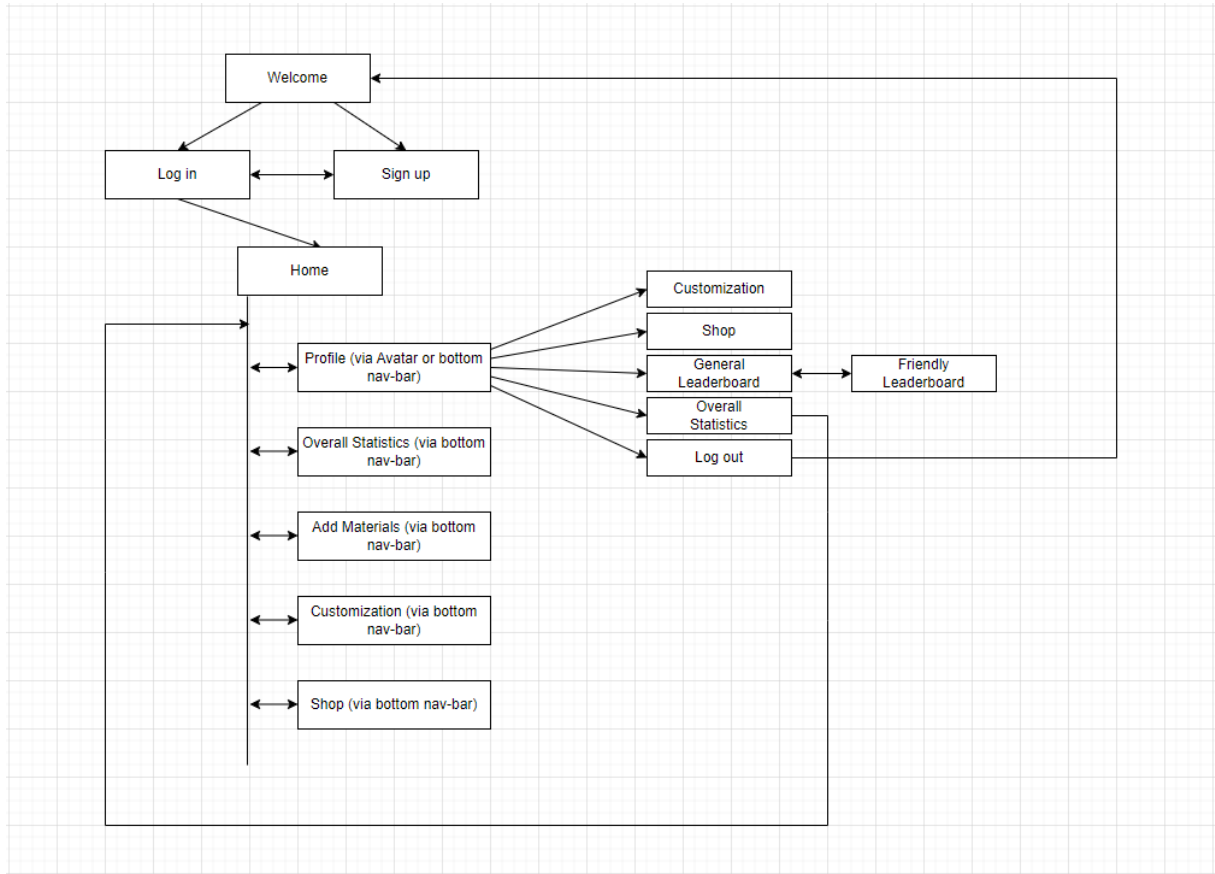 Welcome
Log in
Sign up
Home
Customization
Shop
Profile (via Avatar or bottom
nav-bar)
General
Leaderboard
Friendly
Leaderboard
Overall
Statistics
Overall Statistics (via bottom
nav-bar)
Log out
Add Materials (via bottom
nav-bar)
Customization (via bottom
nav-bar)
Shop (via bottom nav-bar)